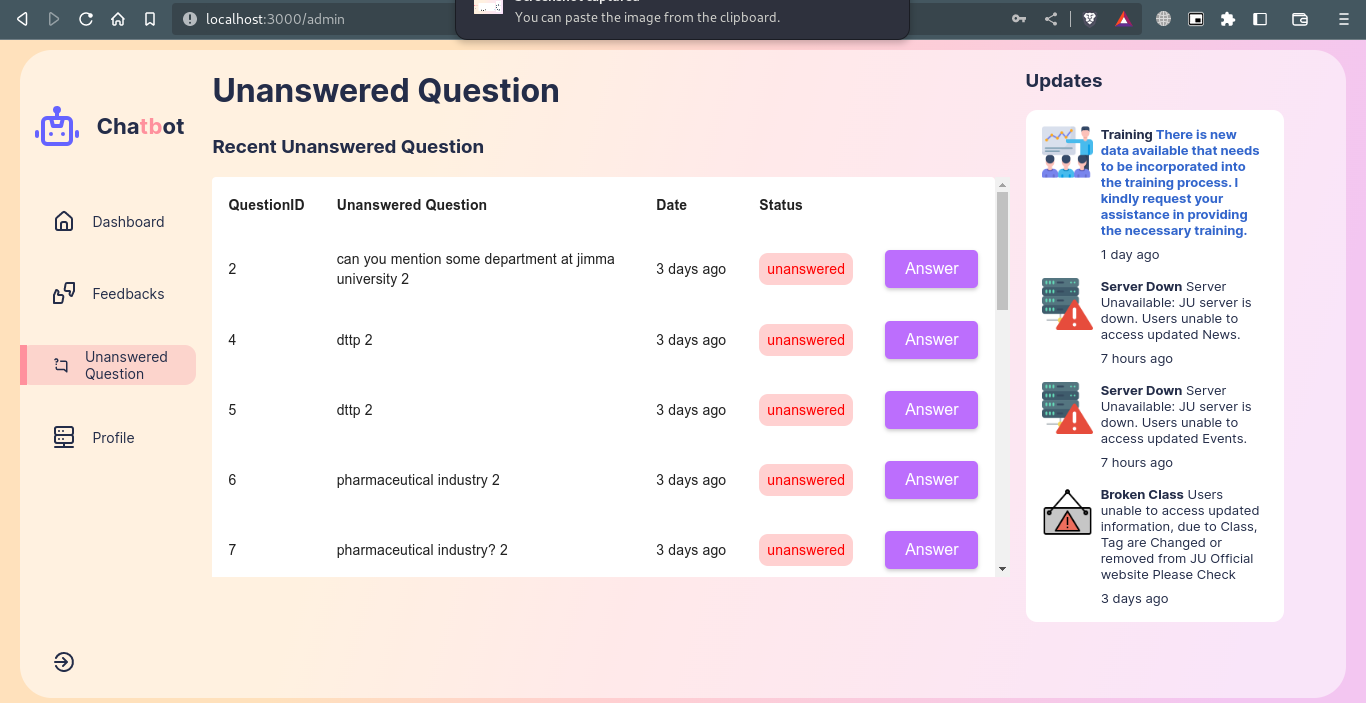 localhost:3000/admin
You can paste the image from the clipboard.
Chatbot
Dashboard
Feedbacks
Unanswered
Question
Profile
Unanswered Question
Recent Unanswered Question
QuestionID Unanswered Question Date Status
2 can you mention some department at jimma
university 2 3 days ago unanswered Answer
4 dttp 2 3 days ago unanswered Answer
5 dttp 2 3 days ago unanswered Answer
6 pharmaceutical industry 2 3 days ago unanswered Answer
7 pharmaceutical industry? 2 3 days ago unanswered Answer
Updates
Training There is new
data available that needs
to be incorporated into
the training process. I
kindly request your
assistance in providing
the necessary training.
1 day ago
Server Down Server
Unavailable: JU server is
down. Users unable to
access updated News.
7 hours ago
Server Down Server
Unavailable: JU server is
down. Users unable to
access updated Events.
7 hours ago
Broken Class Users
unable to access updated
information, due to Class,
Tag are Changed or
removed from JU Official
website Please Check
3 days ago